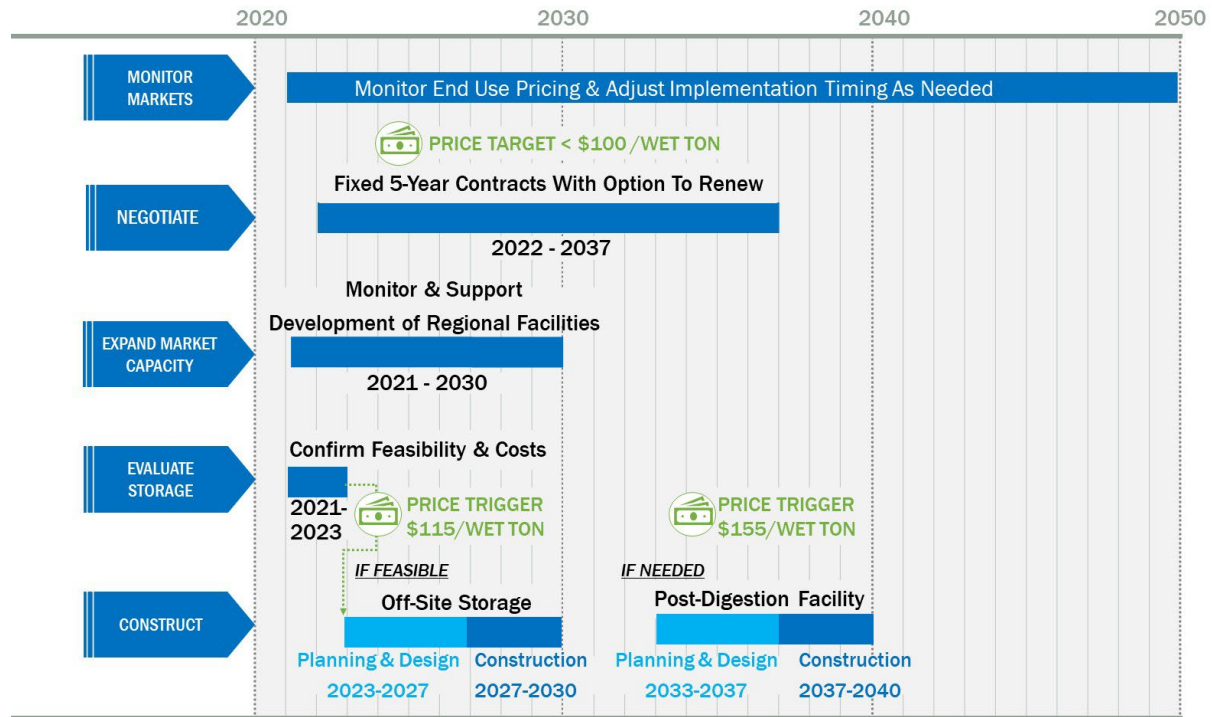 2020 2030 2040 2050
MONITOR
MARKETS
Monitor End Use Pricing & Adjust Implementation Timing As Needed
PRICE TARGET < $100 /WET TON
NEGOTIATE
Fixed 5-Year Contracts With Option To Renew
2022 - 2037
EXPAND MARKET
CAPACITY
Monitor & Support
Development of Regional Facilities
2021 - 2030
EVALUATE
STORAGE
Confirm Feasibility & Costs
2021-
2023
PRICE TRIGGER
$115/WET TON
PRICE TRIGGER
$155/WET TON
CONSTRUCT
IF FEASIBLE
Off-Site Storage
Planning & Design
2023-2027
Construction
2027-2030
IF NEEDED
Post-Digestion Facility
Planning & Design
2033-2037
Construction
2037-2040